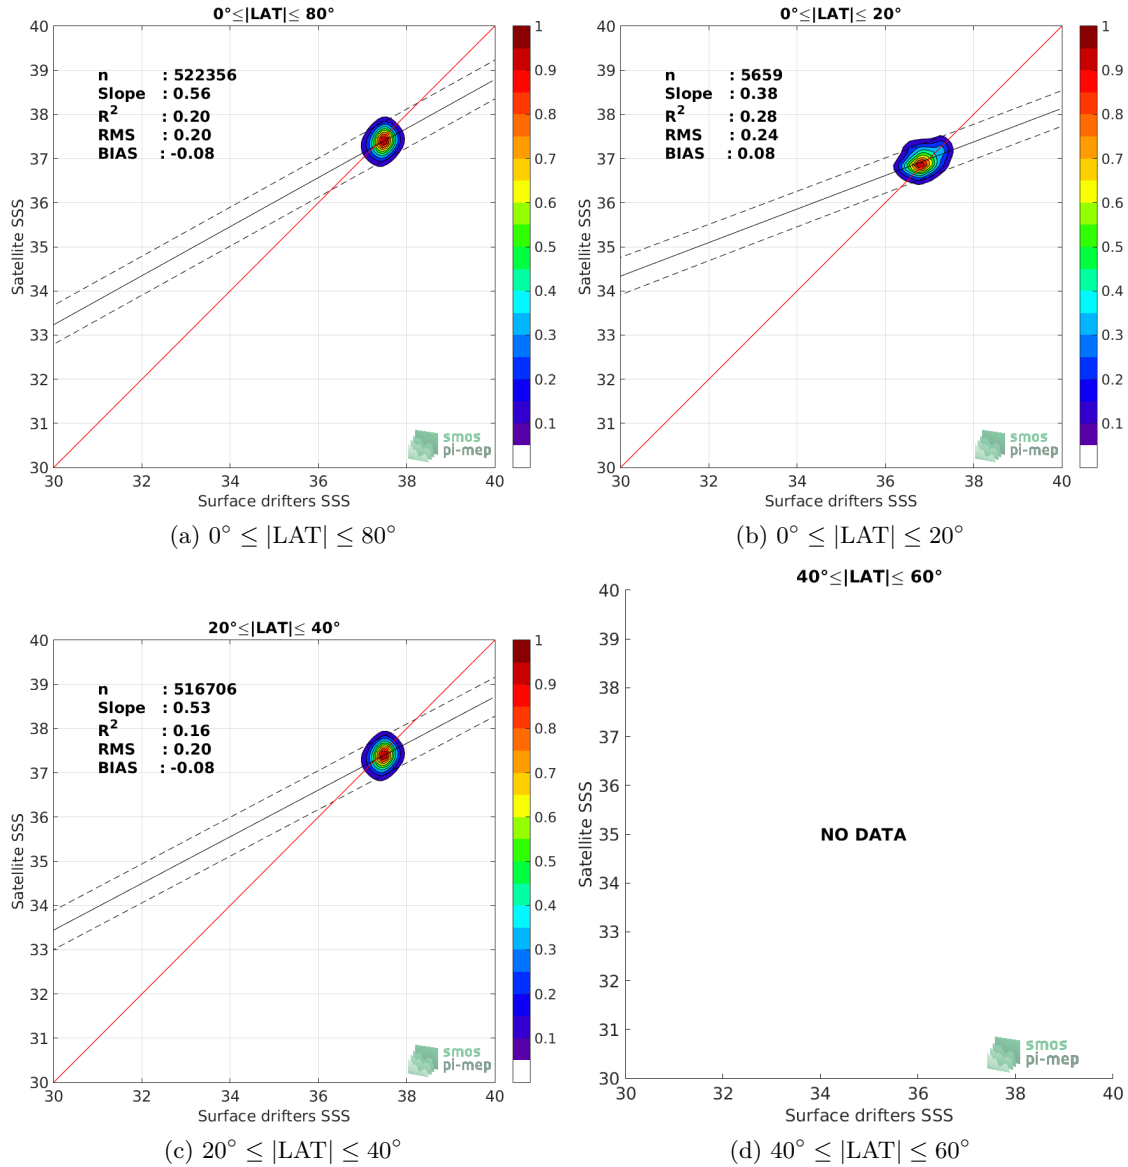 0°≤|LAT|≤ 80°
40
39
38
37
36
35
34
33
32
31
30
Satellite SSS
n : 522356
Slope : 0.56
R² : 0.20
RMS : 0.20
BIAS : -0.08
smos
pi-mep
30 32 34 36 38 40
Surface drifters SSS
1
0.9
0.8
0.7
0.6
0.5
0.4
0.3
0.2
0.1
(a) 0° ≤ |LAT| ≤ 80°
0°≤|LAT|≤ 20°
40
39
38
37
36
35
34
33
32
31
30
Satellite SSS
n : 5659
Slope : 0.38
R² : 0.28
RMS : 0.24
BIAS : 0.08
smos
pi-mep
30 32 34 36 38 40
Surface drifters SSS
1
0.9
0.8
0.7
0.6
0.5
0.4
0.3
0.2
0.1
(b) 0° ≤ |LAT| ≤ 20°
20°≤|LAT|≤ 40°
40
39
38
37
36
35
34
33
32
31
30
Satellite SSS
n : 516706
Slope : 0.53
R² : 0.16
RMS : 0.20
BIAS : -0.08
smos
pi-mep
30 32 34 36 38 40
Surface drifters SSS
1
0.9
0.8
0.7
0.6
0.5
0.4
0.3
0.2
0.1
(c) 20° ≤ |LAT| ≤ 40°
40°≤|LAT|≤ 60°
40
39
38
37
36
35
34
33
32
31
30
Satellite SSS
NO DATA
smos
pi-mep
30 32 34 36 38 40
Surface drifters SSS
(d) 40° ≤ |LAT| ≤ 60°